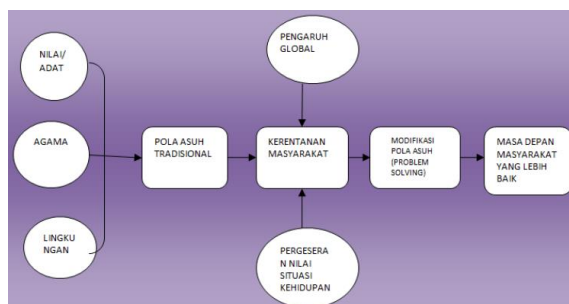 PENGARUH
GLOBAL
NILAI/
ADAT
AGAMA
POLA ASUH
TRADISIONAL
KERENTANAN
MASYARAKAT
MODIFIKASI
POLA ASUH
(PROBLEM
SOLVING)
MASA DEPAN
MASYARAKAT
YANG LEBIH
BAIK
LINGKU
NGAN
PERGESERA
N NILAI
SITUASI
KEHIDUPAN